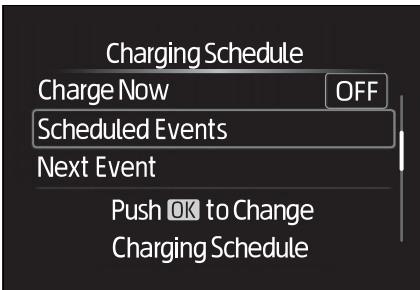 Charging Schedule
Charge Now OFF
Scheduled Events
Next Event
Push OK to Change
Charging Schedule